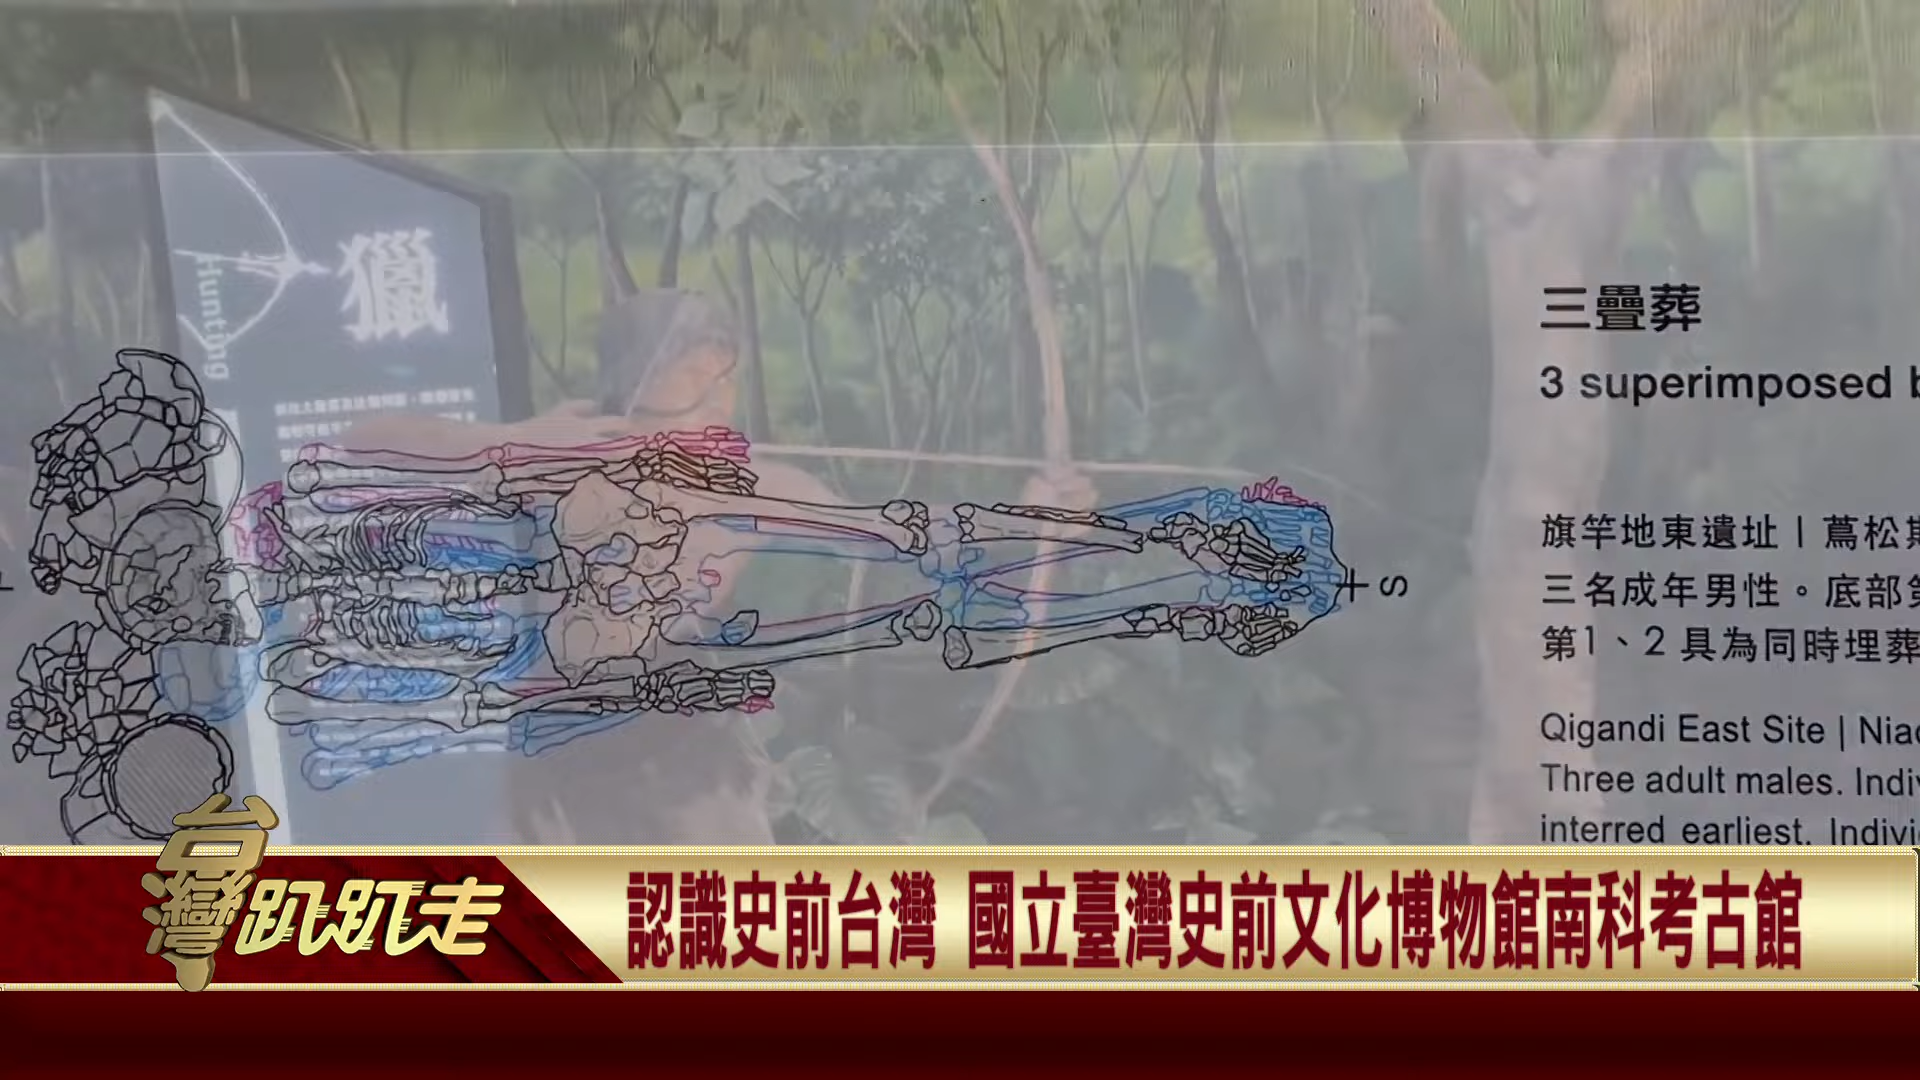 獵
Hunting
三疊葬
3 superimposed b
旗竿地東遺址 | 蔦松
三名成年男性。底部第
第1、2 具為同時埋葬
S
Qigandi East Site | Niao
Three adult males. Indiv
interred earliest. Indivi
台灣趴趴走
認識史前台灣 國立臺灣史前文化博物館南科考古館